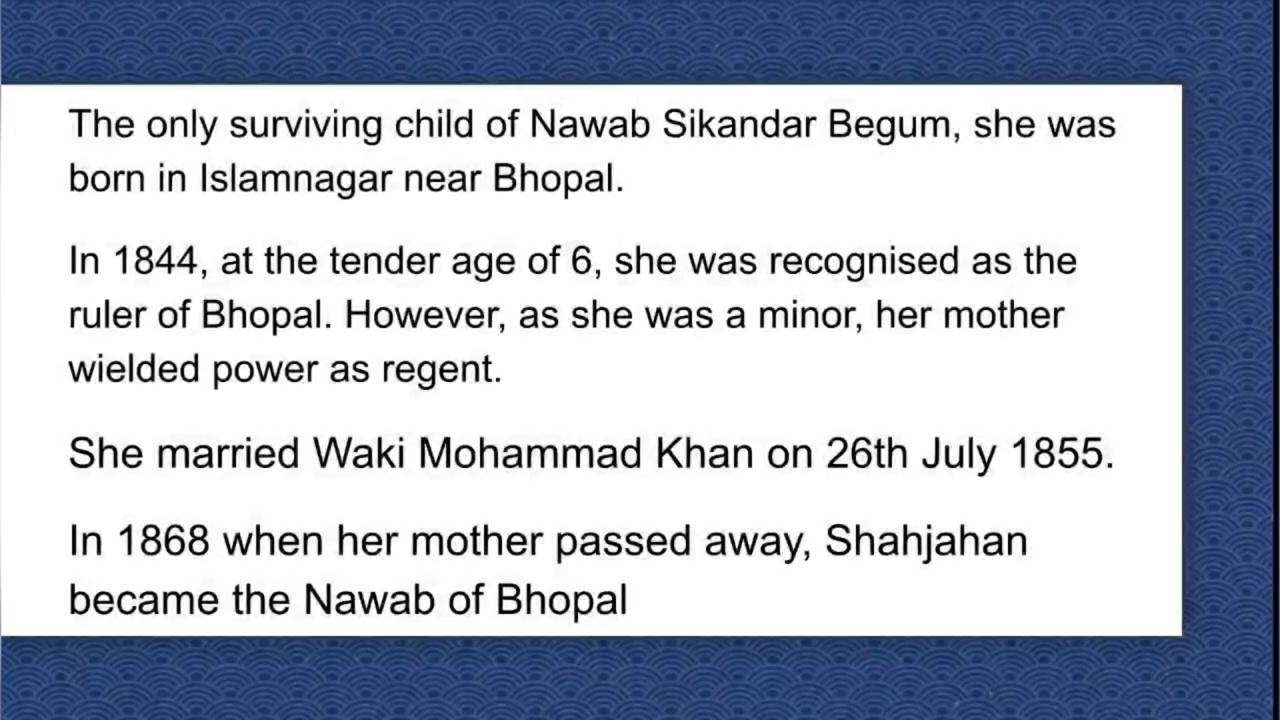 The only surviving child of Nawab Sikandar Begum, she was
born in Islamnagar near Bhopal.
In 1844, at the tender age of 6, she was recognised as the
ruler of Bhopal. However, as she was a minor, her mother
wielded power as regent.
She married Waki Mohammad Khan on 26th July 1855.
In 1868 when her mother passed away, Shahjahan
became the Nawab of Bhopal